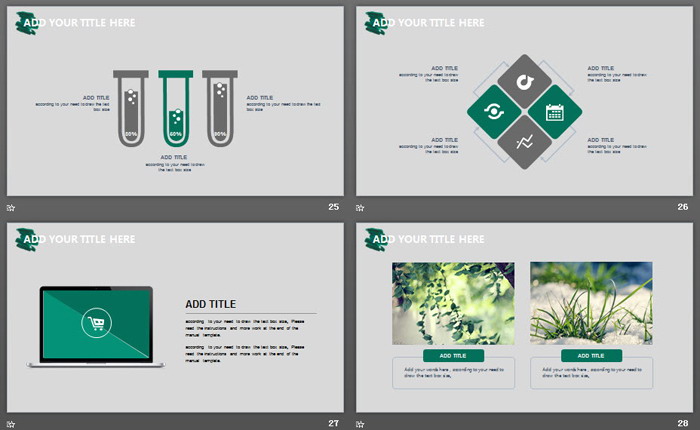 ADD YOUR TITLE HERE
ADD TITLE
according to your need to draw the text
box size
20%
60%
80%
ADD TITLE
according to your need to draw the text
box size
ADD TITLE
according to your need to draw
the text box size
25
ADD YOUR TITLE HERE
ADD TITLE
according to your need to draw
the text box size
ADD TITLE
according to your need to draw
the text box size
ADD TITLE
according to your need to draw
the text box size
ADD TITLE
according to your need to draw
the text box size
26
ADD YOUR TITLE HERE
ADD TITLE
according to your need to draw the text box size, Please
read the instructions and more work at the end of the
manual template.
according to your need to draw the text box size, Please
read the instructions and more work at the end of the
manual template.
27
ADD YOUR TITLE HERE
ADD TITLE
Add your words here , according to your need to
draw the text box size,
ADD TITLE
Add your words here , according to your need to
draw the text box size,
28